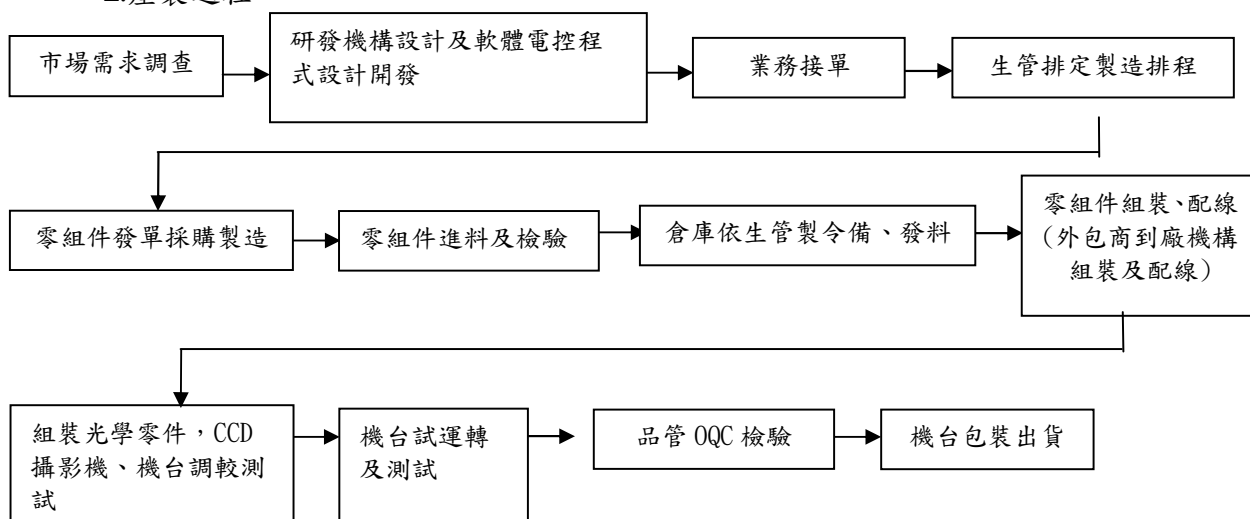 2.產製過程
市場需求調查
研發機構設計及軟體電控程
式設計開發
業務接單
生管排定製造排程
零組件發單採購製造
零組件進料及檢驗
倉庫依生管製令備、發料
零組件組裝、配線
(外包商到廠機構
組裝及配線)
組裝光學零件，CCD
攝影機、機台調較測
試
機台試運轉
及測試
品管 OQC 檢驗
機台包裝出貨